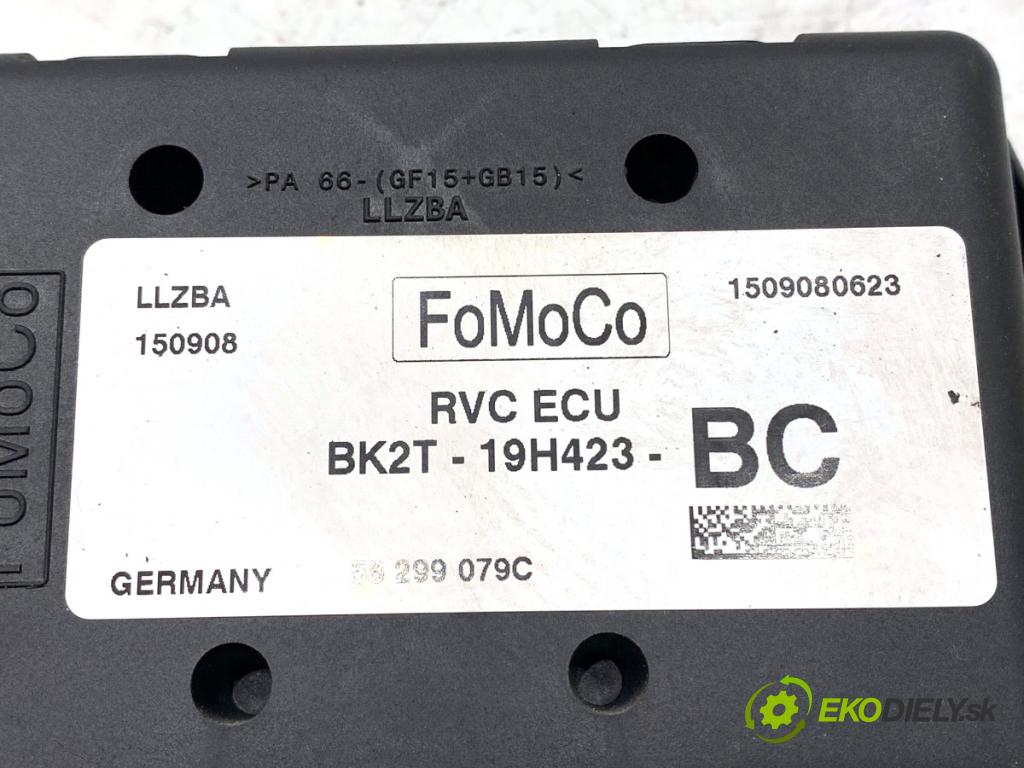 >PA 66-(GF15+GB15)<
LLZBA
FoMoCo
LLZBA
150908
FoMoCo
1509080623
RVC ECU
BK2T - 19H423 - BC
GERMANY
299 079C
EKODIELY.sk